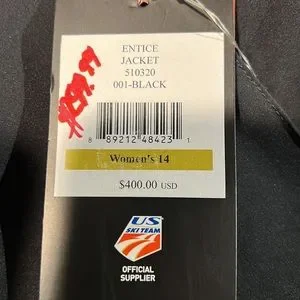 ENTICE
JACKET
510320
001-BLACK
8 89212 48423 1
Women's 14
$400.00 USD
US
SKI TEAM
OFFICIAL
SUPPLIER